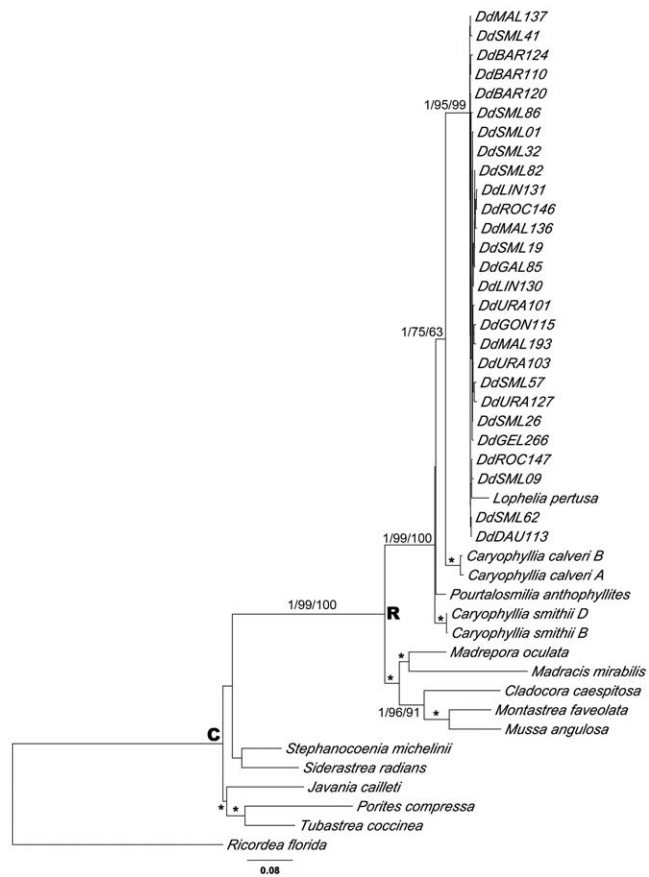 DdMAL137
DdSML41
DdBAR124
DdBAR110
DdBAR120
1/95/99
DdSML86
DdSML01
DdSML32
DdSML82
DdLIN131
DdROC146
DdMAL136
DdSML19
DdGAL85
DdLIN130
DdURA101
DdGON115
1/75/63
DdMAL193
DdURA103
DdSML57
DdURA127
DdSML26
DdGEL266
DdROC147
DdSML09
Lophelia pertusa
DdSML62
DdDAU113
1/99/100
* Caryophyllia calveri B
Caryophyllia calveri A
Pourtalosmilia anthophyllites
1/99/100
R
* Caryophyllia smithii D
Caryophyllia smithii B
* Madrepora oculata
Madracis mirabilis
*
Cladocora caespitosa
1/96/91
* Montastrea faveolata
Mussa angulosa
C
Stephanocoenia michelinii
Siderastrea radians
Javania cailleti
* * Porites compressa
Tubastrea coccinea
Ricordea florida
0.08